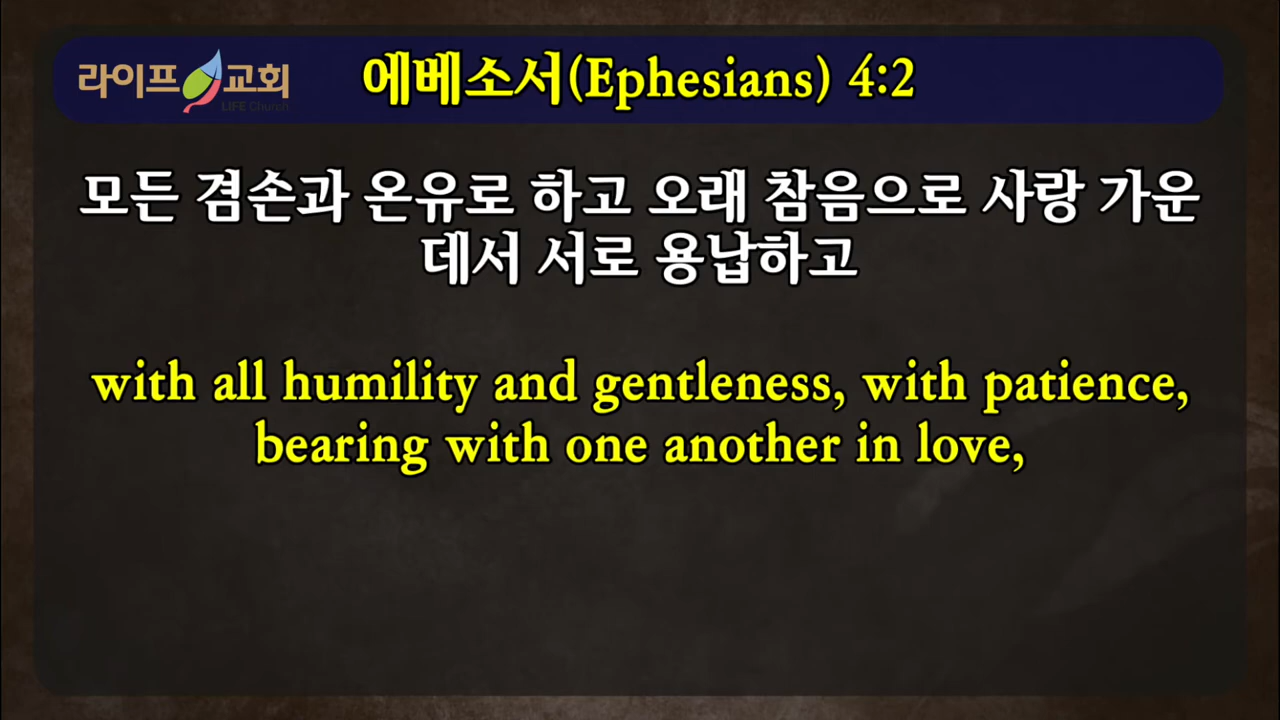 라이프 교회
LIFE Church
에베소서(Ephesians) 4:2
모든 겸손과 온유로 하고 오래 참음으로 사랑 가운
데서 서로 용납하고
with all humility and gentleness, with patience,
bearing with one another in love,